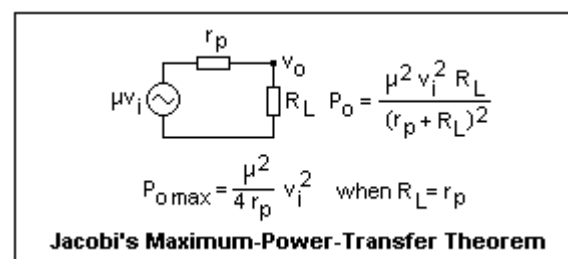 r_p
v_o
μv_i
R_L
P_o = μ² v_i² R_L / (r_p + R_L)²
P_o max = μ² / 4 r_p v_i² when R_L = r_p
Jacobi's Maximum-Power-Transfer Theorem